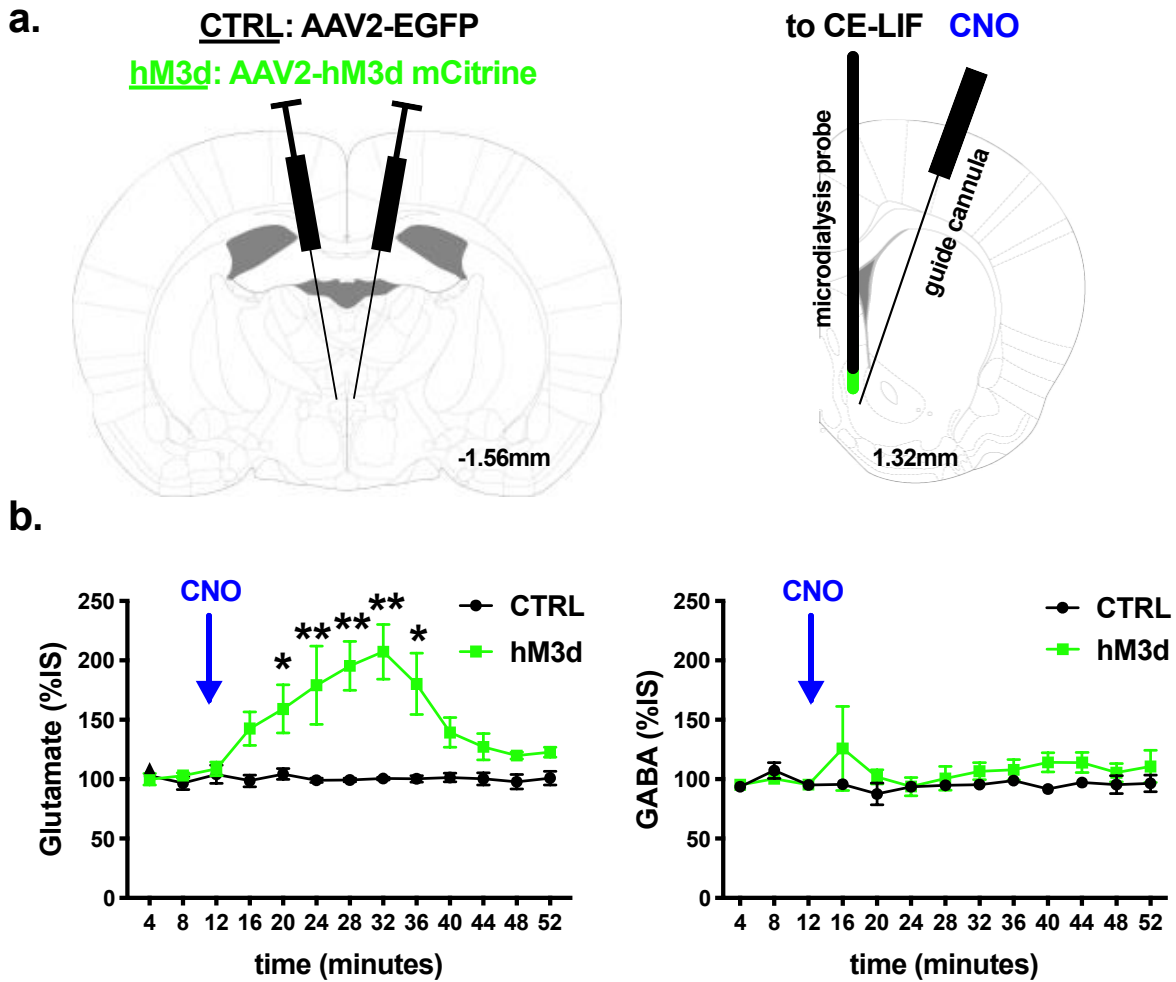 a.
CTRL: AAV2-EGFP
hM3d: AAV2-hM3d mCitrine
to CE-LIF CNO
microdialysis probe
guide cannula
-1.56mm
1.32mm
b.
CNO
* ** ** ** *
CTRL
hM3d
Glutamate (%IS)
250
200
150
100
50
0
4 8 12 16 20 24 28 32 36 40 44 48 52
time (minutes)
CNO
CTRL
hM3d
GABA (%IS)
250
200
150
100
50
0
4 8 12 16 20 24 28 32 36 40 44 48 52
time (minutes)